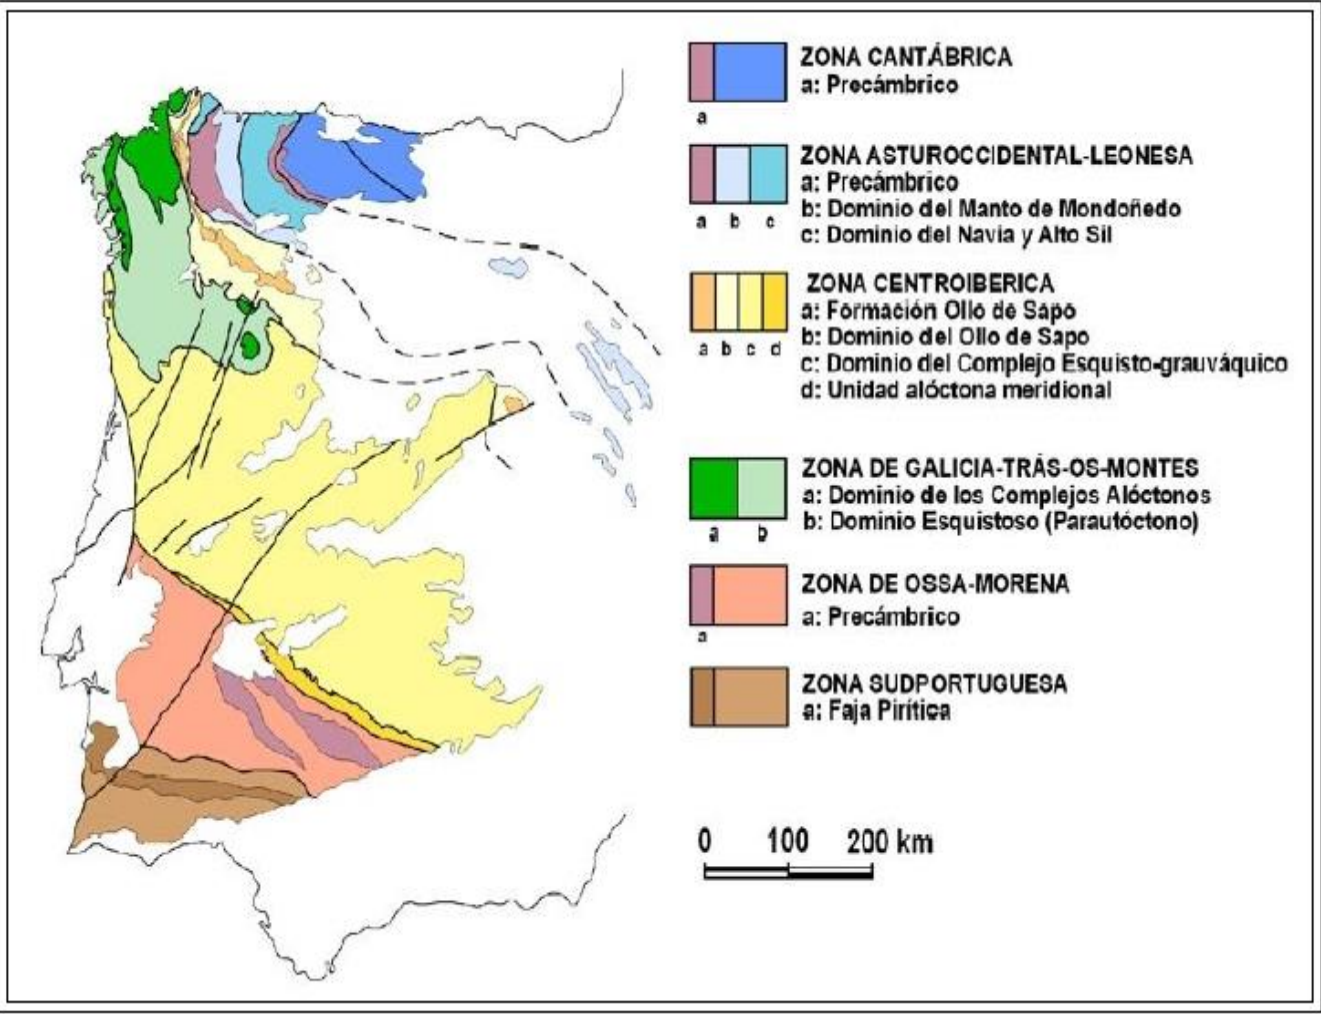 ZONA CANTÁBRICA
a: Precámbrico
a
ZONA ASTUROCCIDENTAL-LEONESA
a: Precámbrico
b: Dominio del Manto de Mondoñedo
c: Dominio del Navia y Alto Sil
a b c
ZONA CENTROIBERICA
a: Formación Ollo de Sapo
b: Dominio del Ollo de Sapo
c: Dominio del Complejo Esquisto-grauváquico
d: Unidad alóctona meridional
a b c d
ZONA DE GALICIA-TRÁS-OS-MONTES
a: Dominio de los Complejos Alóctonos
b: Dominio Esquistoso (Parautóctono)
a b
ZONA DE OSSA-MORENA
a: Precámbrico
a
ZONA SUDPORTUGUESA
a: Faja Pirítica
0 100 200 km